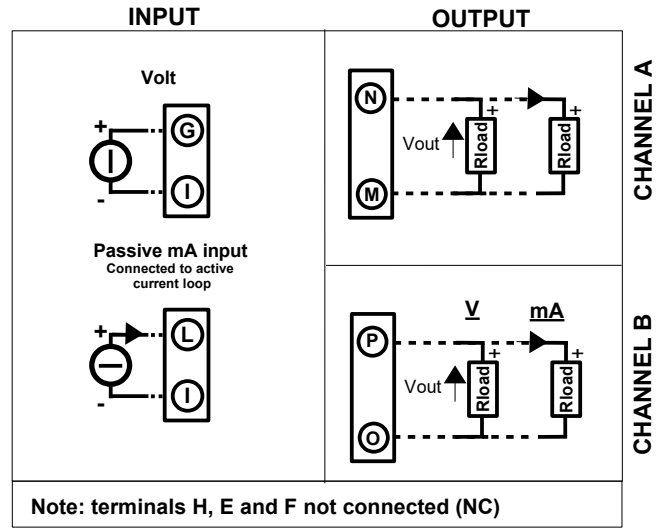 INPUT
OUTPUT
Volt
+
G
-
I
Passive mA input
Connected to active
current loop
+
L
-
I
N
+
+
Vout
Rload
Rload
M
CHANNEL A
V
mA
P
+
+
Vout
Rload
Rload
O
CHANNEL B
Note: terminals H, E and F not connected (NC)